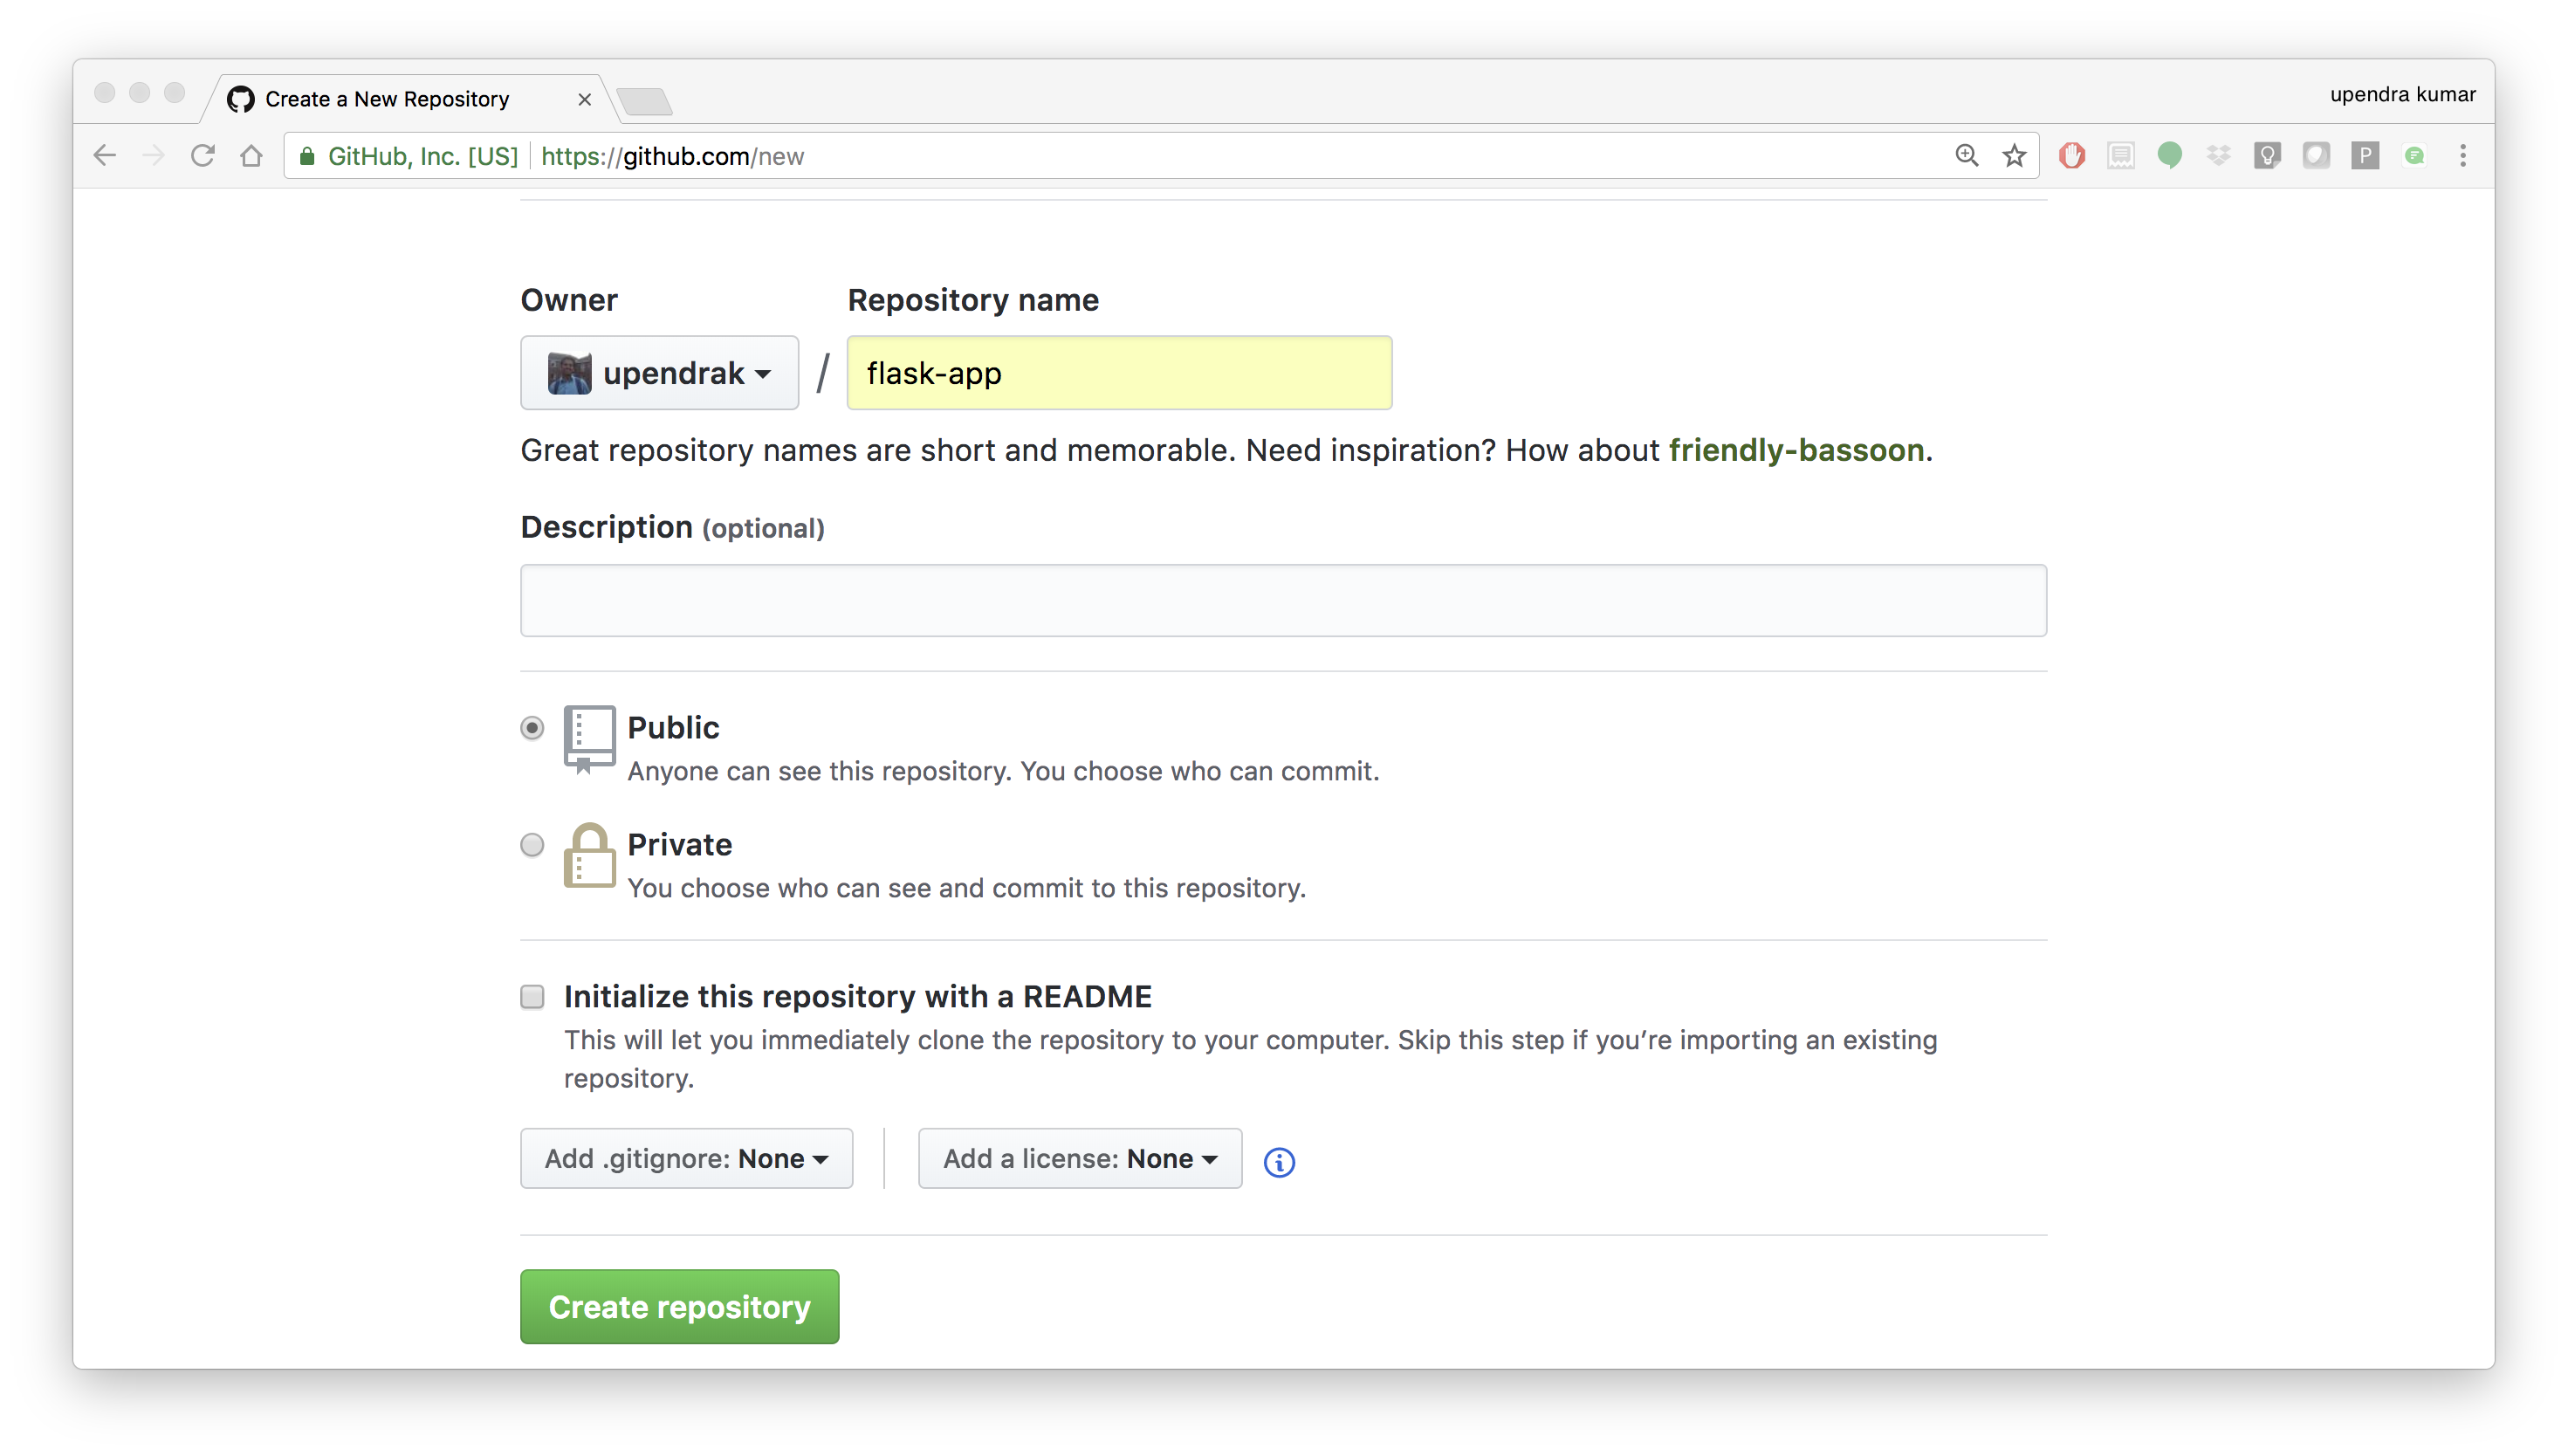 Create a New Repository
upendra kumar
GitHub, Inc. [US] https://github.com/new
P
Owner Repository name
upendrak / flask-app
Great repository names are short and memorable. Need inspiration? How about friendly-bassoon.
Description (optional)
Public
Anyone can see this repository. You choose who can commit.
Private
You choose who can see and commit to this repository.
Initialize this repository with a README
This will let you immediately clone the repository to your computer. Skip this step if you’re importing an existing
repository.
Add .gitignore: None Add a license: None
Create repository